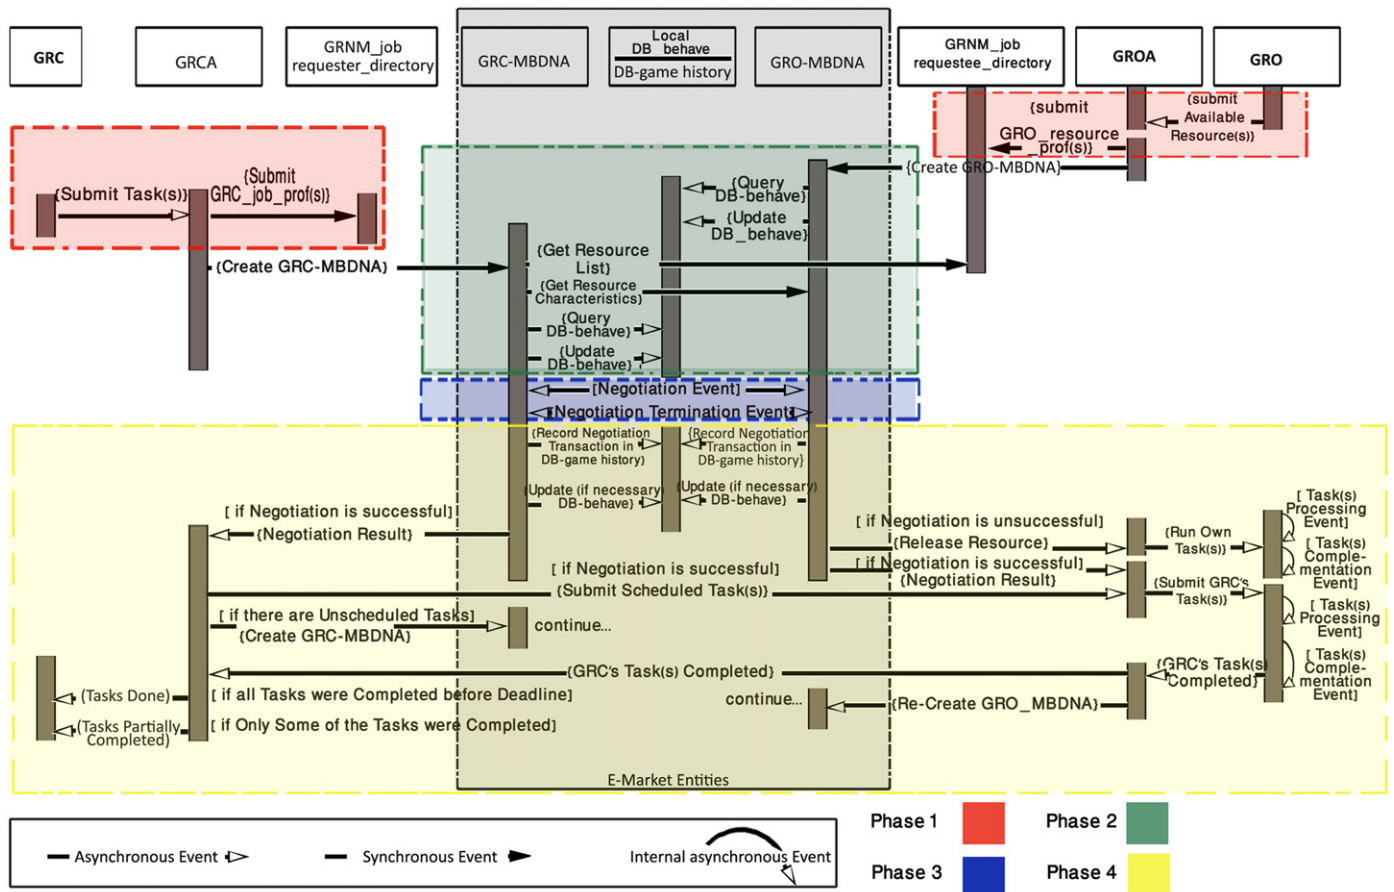 GRC
GRCA
GRNM_job
requester_directory
GRC-MBDNA
Local
DB_behave
DB-game history
GRO-MBDNA
GRNM_job
requestee_directory
GROA
GRO
{submit
GRO_resource
_prof(s)}
{submit
Available
Resource(s)}
{Create GRO-MBDNA}
{Submit Task(s)}
{Submit
GRC_job_prof(s)}
{Query
DB-behave}
{Update
DB_behave}
{Create GRC-MBDNA}
{Get Resource
List}
{Get Resource
Characteristics}
{Query
DB-behave}
{Update
DB-behave}
[Negotiation Event]
[Negotiation Termination Event]
{Record Negotiation
Transaction in
DB-game history}
{Record Negotiation
Transaction in
DB-game history}
{Update (if necessary)
DB-behave}
{Update (if necessary)
DB-behave}
[ if Negotiation is successful]
{Negotiation Result}
[ if Negotiation is unsuccessful]
{Release Resource}
{Run Own
Task(s)}
[ Task(s)
Processing
Event]
[ Task(s)
Comple-
mentation
Event]
[ if Negotiation is successful]
{Negotiation Result}
[ if Negotiation is successful]
{Submit Scheduled Task(s)}
{Submit GRC's
Task(s)}
[ Task(s)
Processing
Event]
[ if there are Unscheduled Tasks]
{Create GRC-MBDNA}
continue...
{GRC's Task(s) Completed}
{GRC's Task(s)
Completed}
[ Task(s)
Comple-
mentation
Event]
(Tasks Done)
[ if all Tasks were Completed before Deadline]
continue...
{Re-Create GRO_MBDNA}
(Tasks Partially
Completed)
[ if Only Some of the Tasks were Completed]
E-Market Entities
Asynchronous Event
Synchronous Event
Internal asynchronous Event
Phase 1
Phase 2
Phase 3
Phase 4